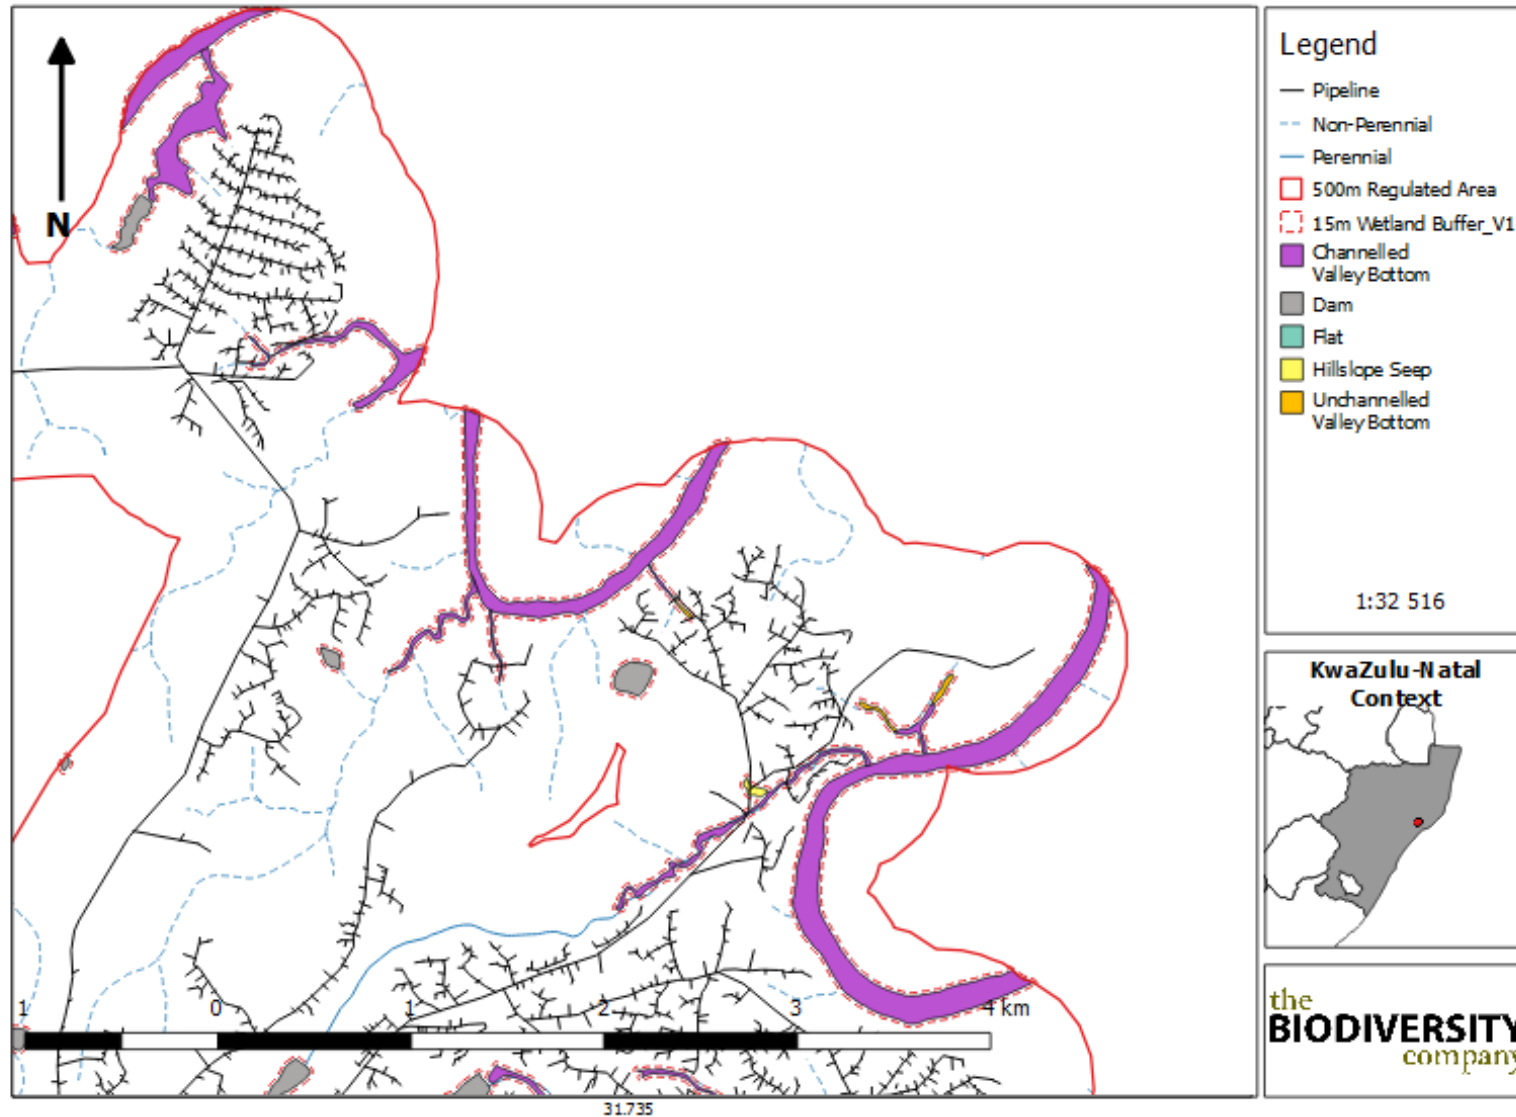 N
1 0 1 2 3 4 km
31.735
Legend
Pipeline
Non-Perennial
Perennial
500m Regulated Area
15m Wetland Buffer_V1
Channelled
Valley Bottom
Dam
Flat
Hillslope Seep
Unchannelled
Valley Bottom
1:32 516
KwaZulu-Natal
Context
the
BIODIVERSITY
company